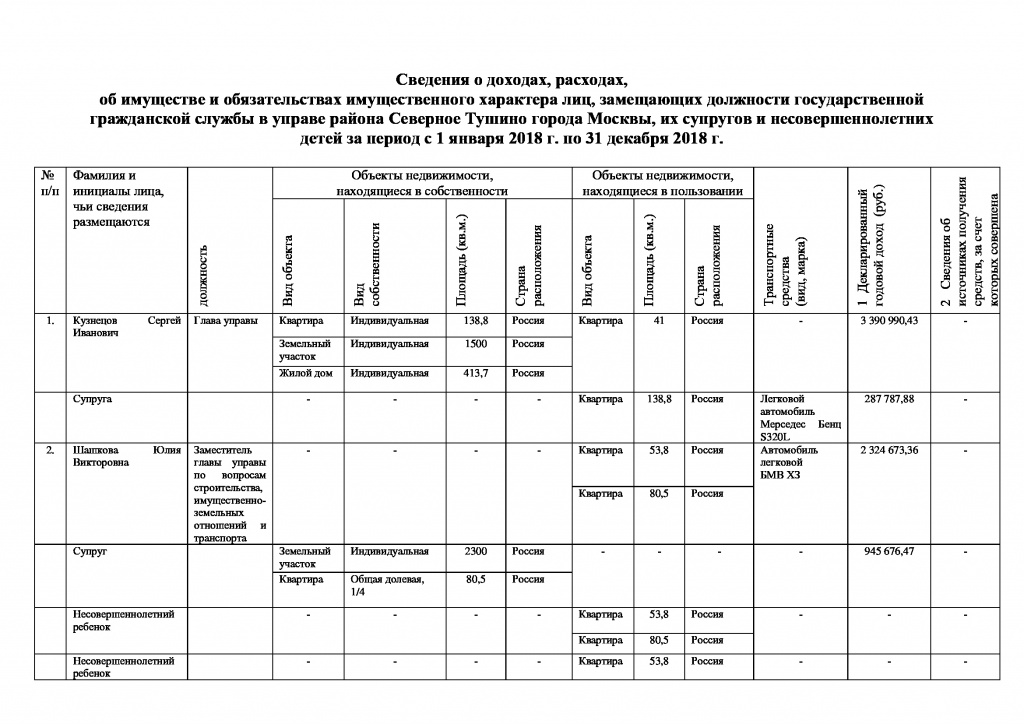 Сведения о доходах, расходах,
об имуществе и обязательствах имущественного характера лиц, замещающих должности государственной
гражданской службы в управе района Северное Тушино города Москвы, их супругов и несовершеннолетних
детей за период с 1 января 2018 г. по 31 декабря 2018 г.
№ п/п
Фамилия и
инициалы лица,
чьи сведения
размещаются
должность
Объекты недвижимости,
находящиеся в собственности
Объекты недвижимости,
находящиеся в пользовании
Вид объекта
Вид
собственности
Площадь (кв.м.)
Страна
расположения
Вид объекта
Площадь (кв.м.)
Страна
расположения
Транспортные
средства
(вид, марка)
1 Декларированный
годовой доход (руб.)
2 Сведения об
источниках получения
средств, за счет
которых совершена
1. Кузнецов Сергей Глава управы Квартира Индивидуальная 138,8 Россия Квартира 41 Россия - 3 390 990,43 -
Иванович
Земельный Индивидуальная 1500 Россия
участок
Жилой дом Индивидуальная 413,7 Россия
Супруга - - - - Квартира 138,8 Россия Легковой 287 787,88 -
автомобиль
Мерседес Бенц
S320L
2. Шашкова Юлия Заместитель - - - - Квартира 53,8 Россия Автомобиль 2 324 673,36 -
Викторовна главы управы легковой
по вопросам БМВ Х3
строительства, Квартира 80,5 Россия
имущественно-
земельных
отношений и
транспорта
Супруг Земельный Индивидуальная 2300 Россия - - - - 945 676,47 -
участок
Квартира Общая долевая, 80,5 Россия
1/4
Несовершеннолетний - - - - Квартира 53,8 Россия - - -
ребенок
Квартира 80,5 Россия
Несовершеннолетний - - - - Квартира 53,8 Россия - - -
ребенок